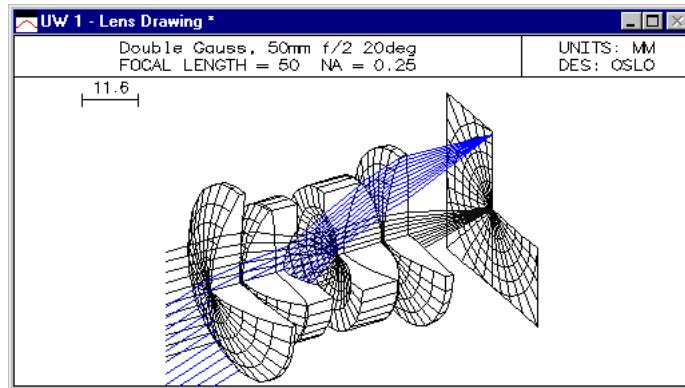 UW 1 - Lens Drawing *
Double Gauss, 50mm f/2 20deg
FOCAL LENGTH = 50 NA = 0.25
UNITS: MM
DES: OSLO
11.6